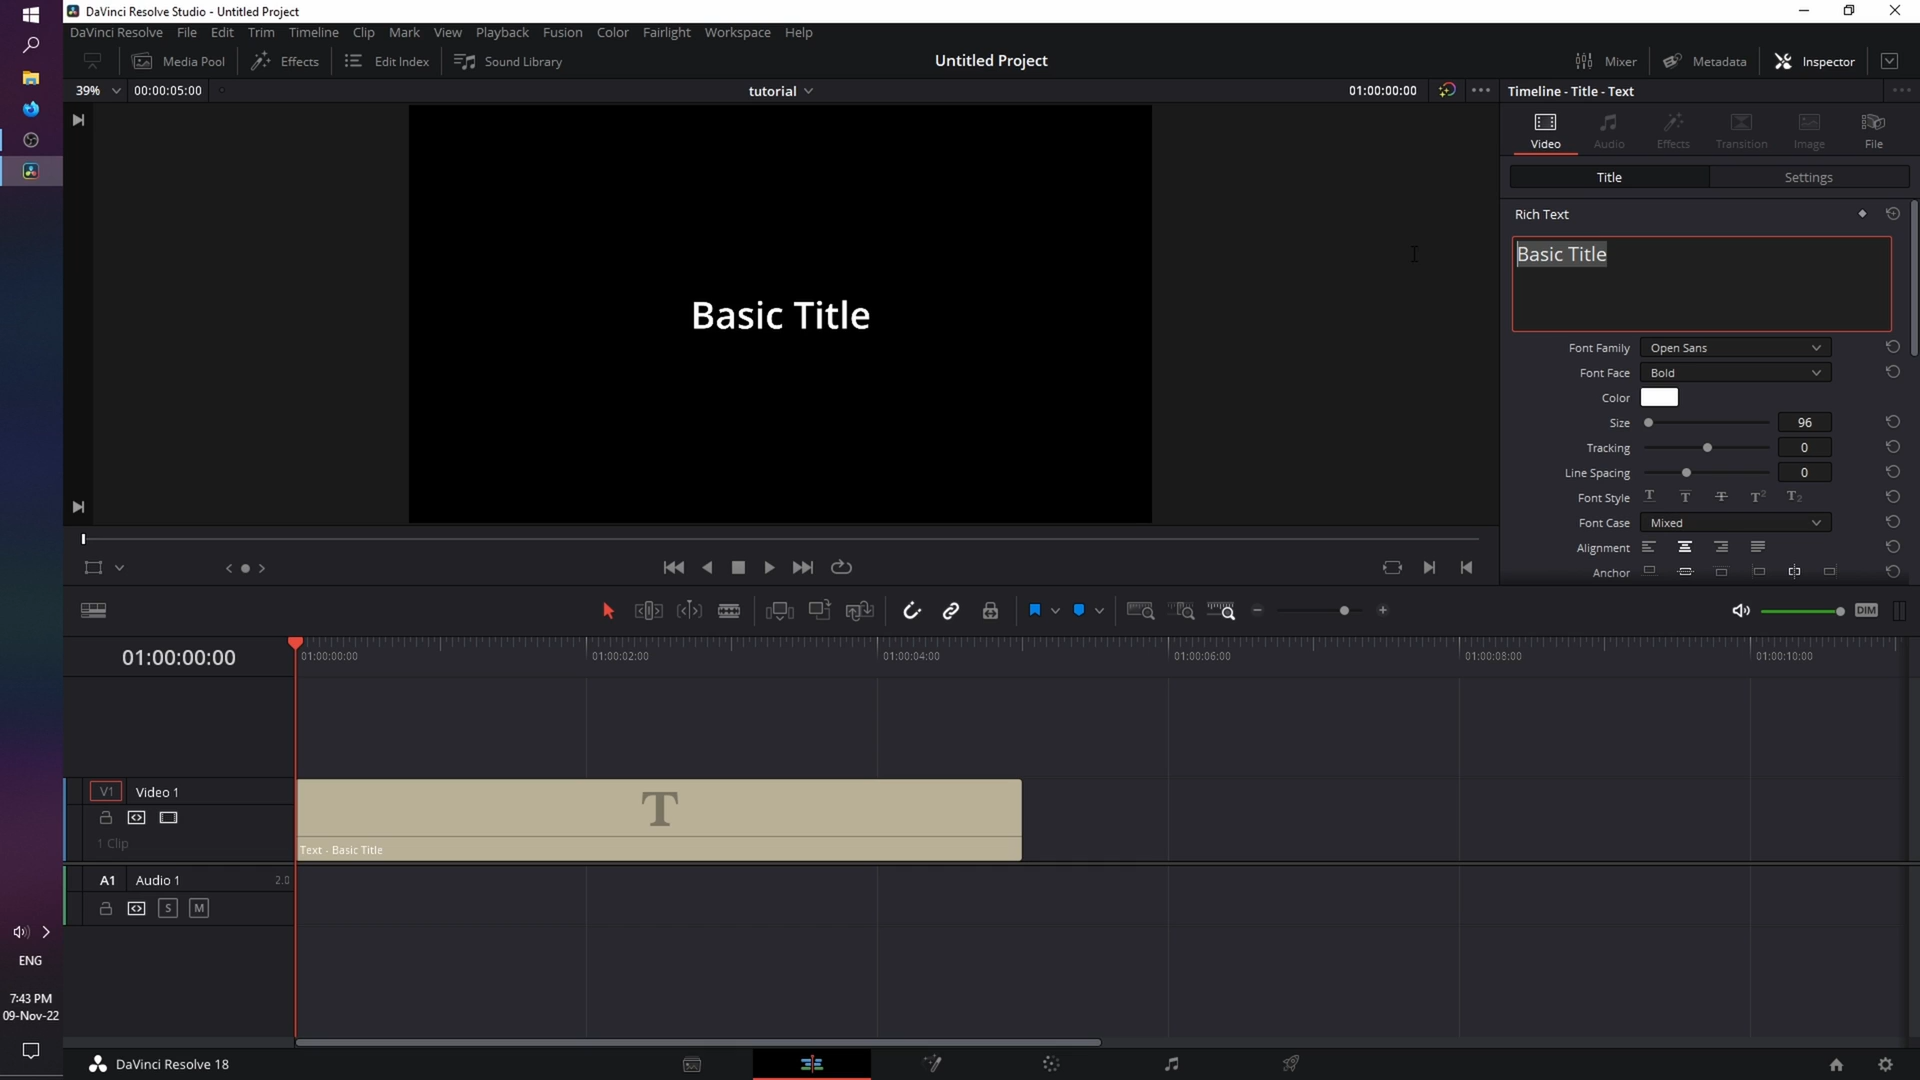 DaVinci Resolve Studio - Untitled Project
DaVinci Resolve File Edit Trim Timeline Clip Mark View Playback Fusion Color Fairlight Workspace Help
Media Pool Effects Edit Index Sound Library Untitled Project Mixer Metadata Inspector
39% 00:00:05:00 tutorial 01:00:00:00 Timeline - Title - Text
Video Audio Effects Transition Image File
Title Settings
Rich Text
Basic Title
Basic Title
Font Family Open Sans
Font Face Bold
Color
Size 96
Tracking 0
Line Spacing 0
Font Style T T T T2 T2
Font Case Mixed
Alignment
Anchor
DIM
01:00:00:00 01:00:00:00 01:00:02:00 01:00:04:00 01:00:06:00 01:00:08:00 01:00:10:00
V1 Video 1
T
1 Clip
Text - Basic Title
A1 Audio 1 2.0
S M
ENG
7:43 PM
09-Nov-22
DaVinci Resolve 18